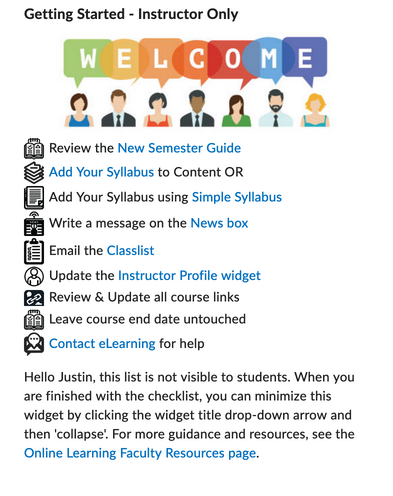 Getting Started - Instructor Only
WELCOME
Review the New Semester Guide
Add Your Syllabus to Content OR
Add Your Syllabus using Simple Syllabus
Write a message on the News box
Email the Classlist
Update the Instructor Profile widget
Review & Update all course links
Leave course end date untouched
Contact eLearning for help
Hello Justin, this list is not visible to students. When you
are finished with the checklist, you can minimize this
widget by clicking the widget title drop-down arrow and
then 'collapse'. For more guidance and resources, see the
Online Learning Faculty Resources page.